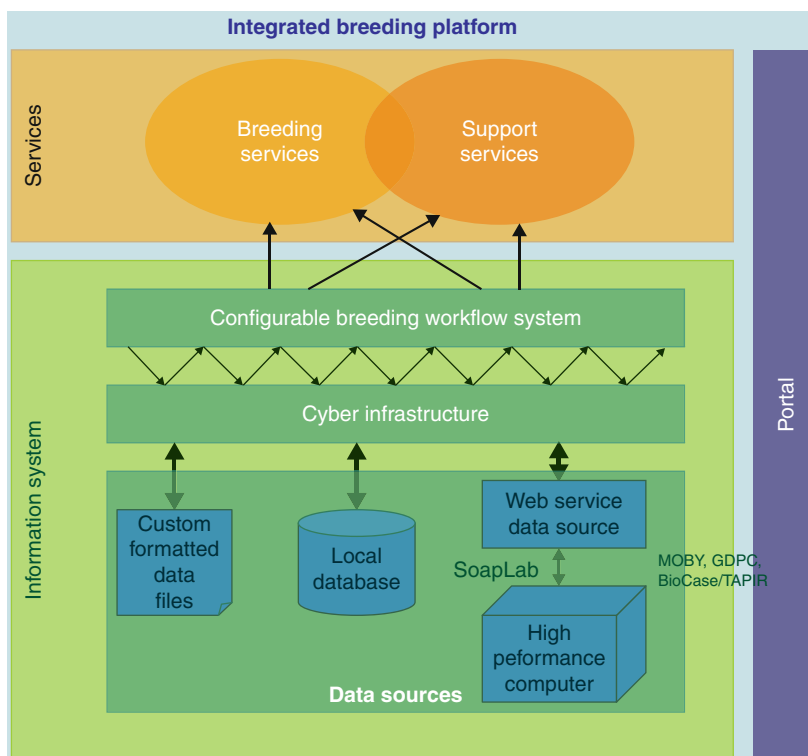 Integrated breeding platform
Services
Breeding
services
Support
services
Portal
Information system
Configurable breeding workflow system
Cyber infrastructure
Custom
formatted
data
files
Local
database
Web service
data source
SoapLab
MOBY, GDPC,
BioCase/TAPIR
High
peformance
computer
Data sources